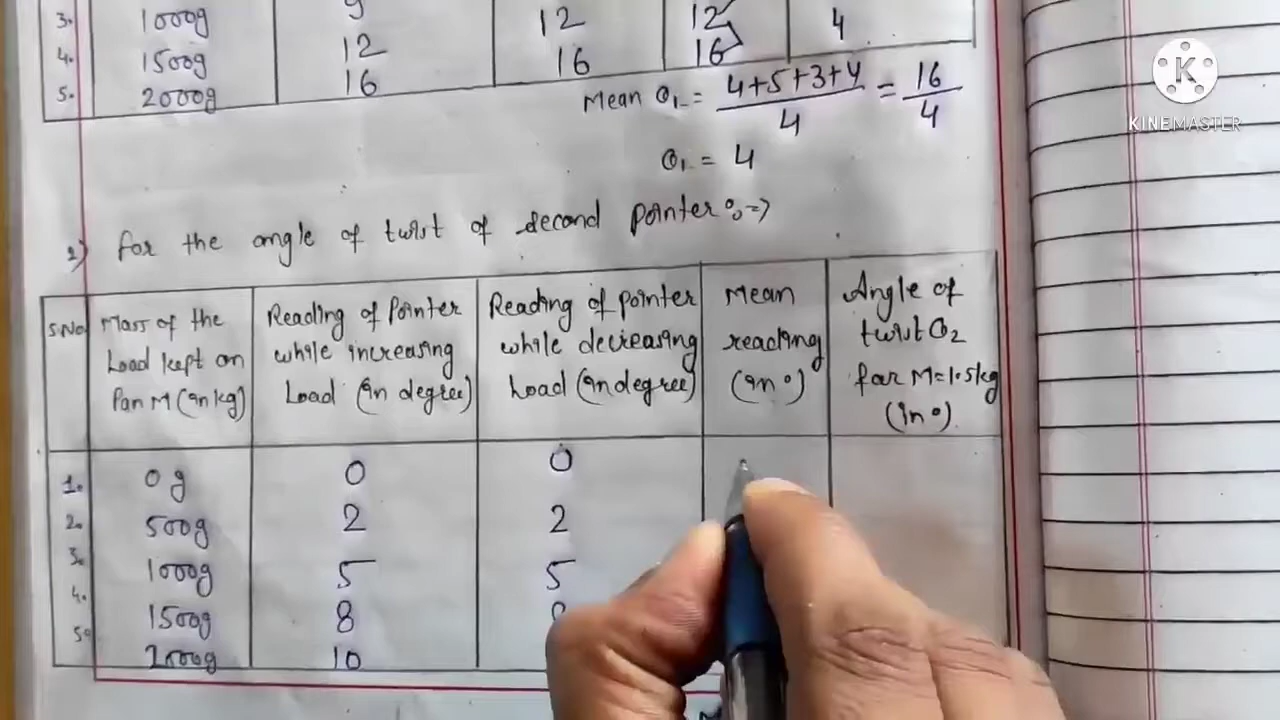 3. 1000g 9 12 12 4
4. 1500g 12 16 16
5. 2000g 16
Mean θ1 = 4+5+3+4 / 4 = 16 / 4
θ1 = 4
K
KINEMASTER
2) for the angle of twist of second pointer :->
S.No
Mass of the
Load kept on
Pan M (in kg)
Reading of Pointer
while increasing
Load (in degree)
Reading of pointer
while decreasing
Load (in degree)
Mean
reading
(in °)
Angle of
twist θ2
for M=1.5kg
(in °).
1. 0g 0 0
2. 500g 2 2
3. 1000g 5 5
4. 1500g 8
5. 2000g 10